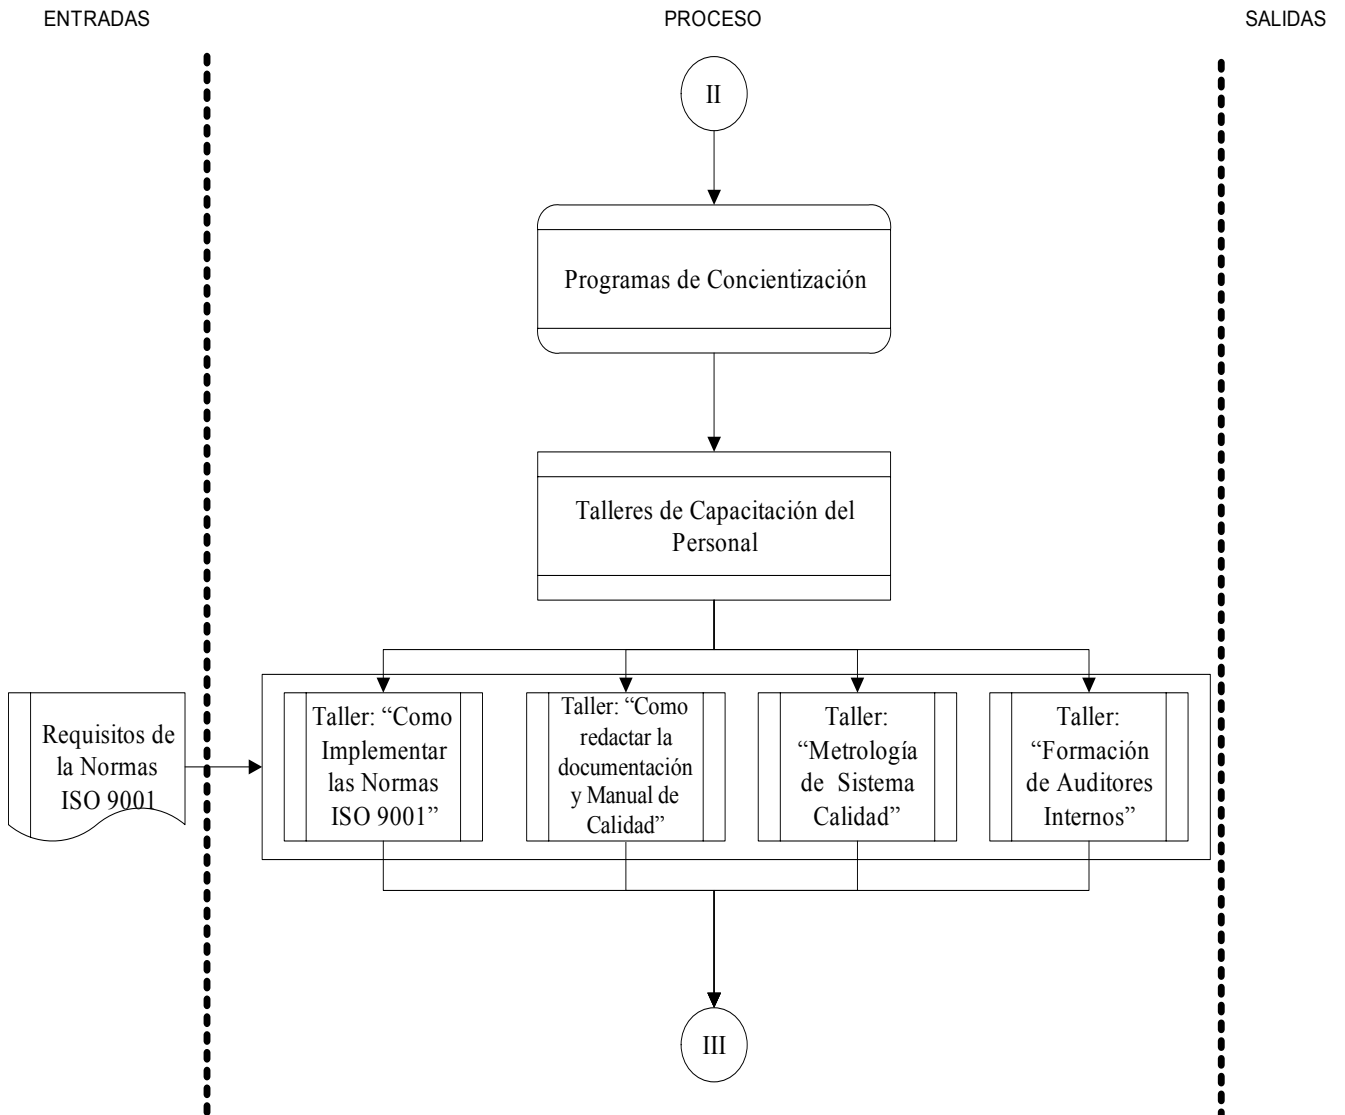 ENTRADAS
PROCESO
SALIDAS
II
Programas de Concientización
Talleres de Capacitación del
Personal
Requisitos de
la Normas
ISO 9001
Taller: “Como
Implementar
las Normas
ISO 9001”
Taller: “Como
redactar la
documentación
y Manual de
Calidad”
Taller:
“Metrología
de Sistema
Calidad”
Taller:
“Formación
de Auditores
Internos”
III